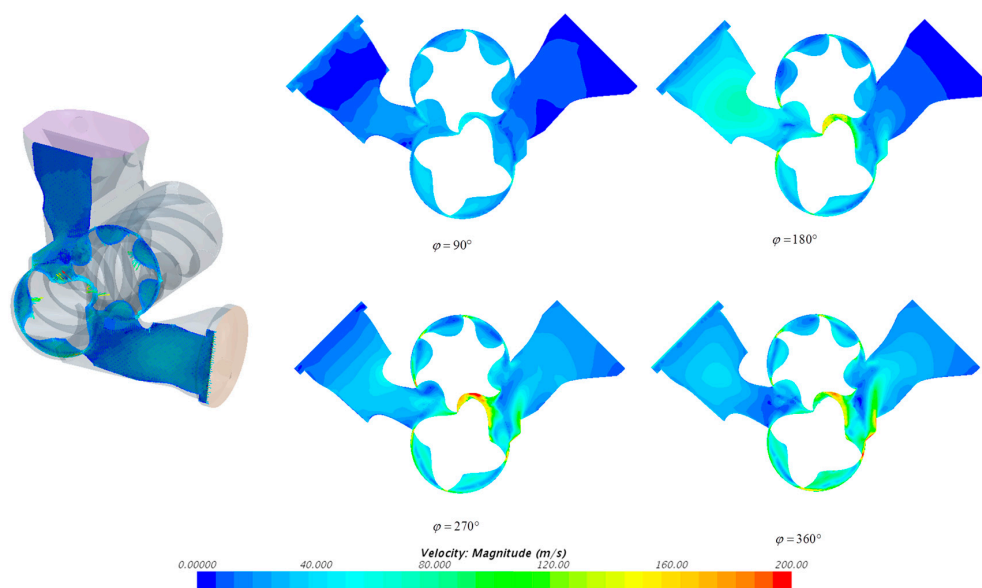 φ = 90°
φ = 180°
φ = 270°
φ = 360°
Velocity: Magnitude (m/s)
0.00000 40.000 80.000 120.00 160.00 200.00